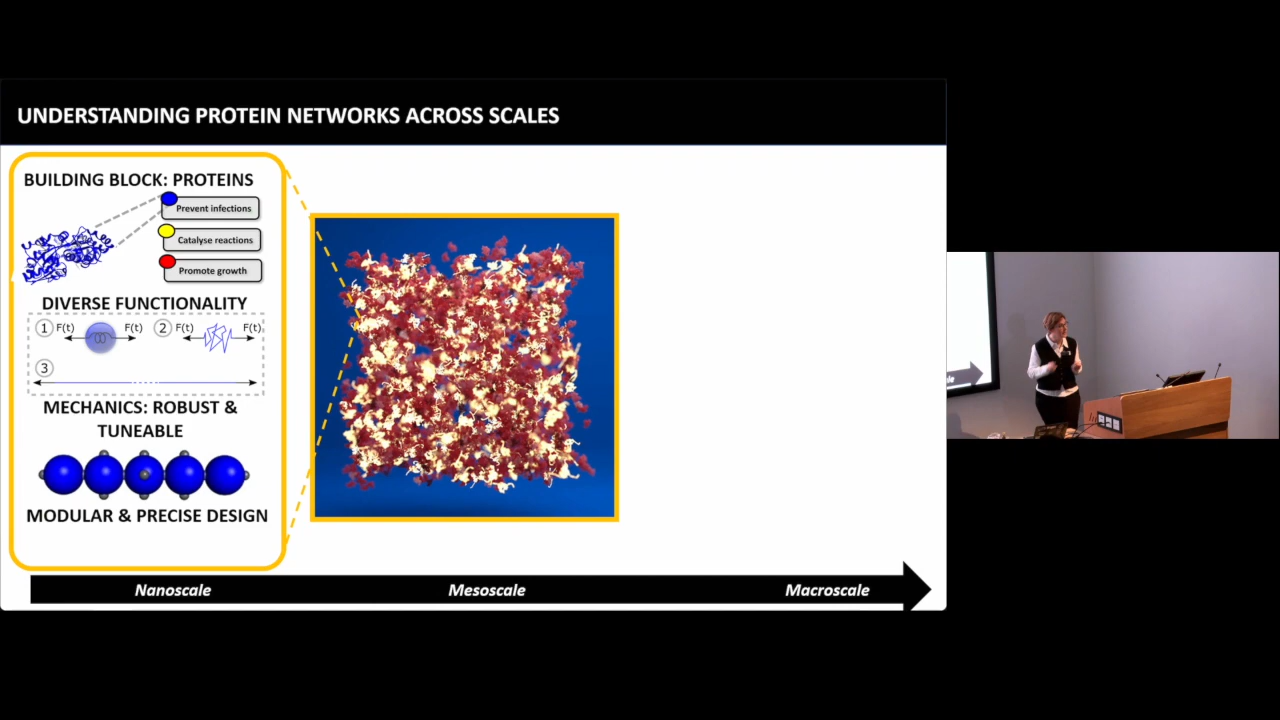 UNDERSTANDING PROTEIN NETWORKS ACROSS SCALES
BUILDING BLOCK: PROTEINS
Prevent infections
Catalyse reactions
Promote growth
DIVERSE FUNCTIONALITY
1 F(t) F(t) 2 F(t) F(t)
3
MECHANICS: ROBUST &
TUNEABLE
MODULAR & PRECISE DESIGN
Nanoscale Mesoscale Macroscale